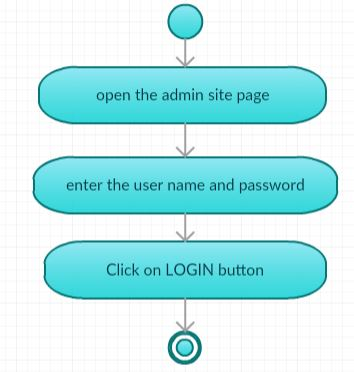 open the admin site page
enter the user name and password
Click on LOGIN button